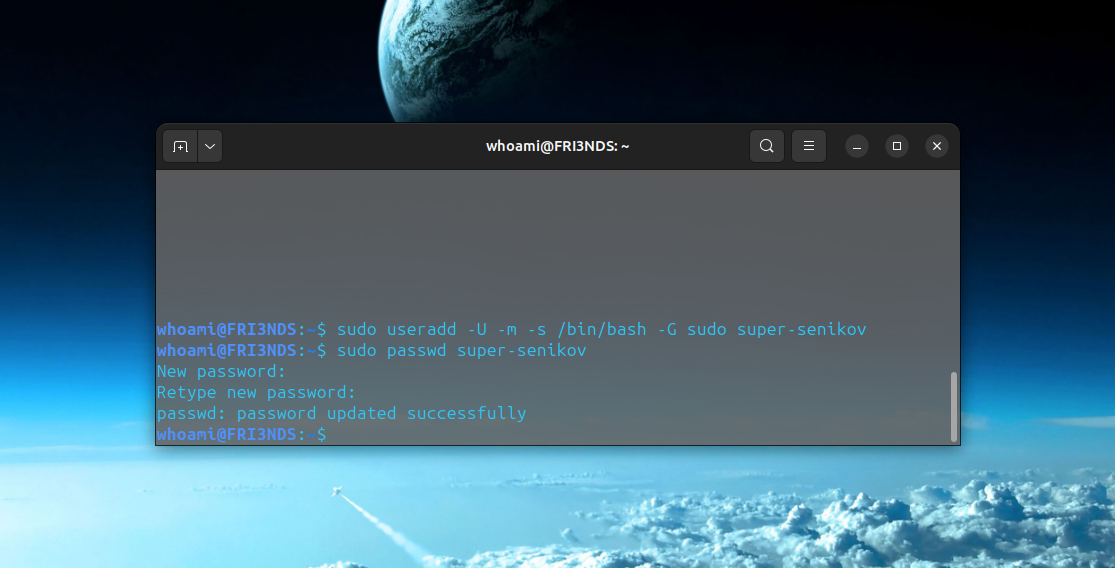 whoami@FRI3NDS: ~
whoami@FRI3NDS:~$ sudo useradd -U -m -s /bin/bash -G sudo super-senikov
whoami@FRI3NDS:~$ sudo passwd super-senikov
New password:
Retype new password:
passwd: password updated successfully
whoami@FRI3NDS:~$